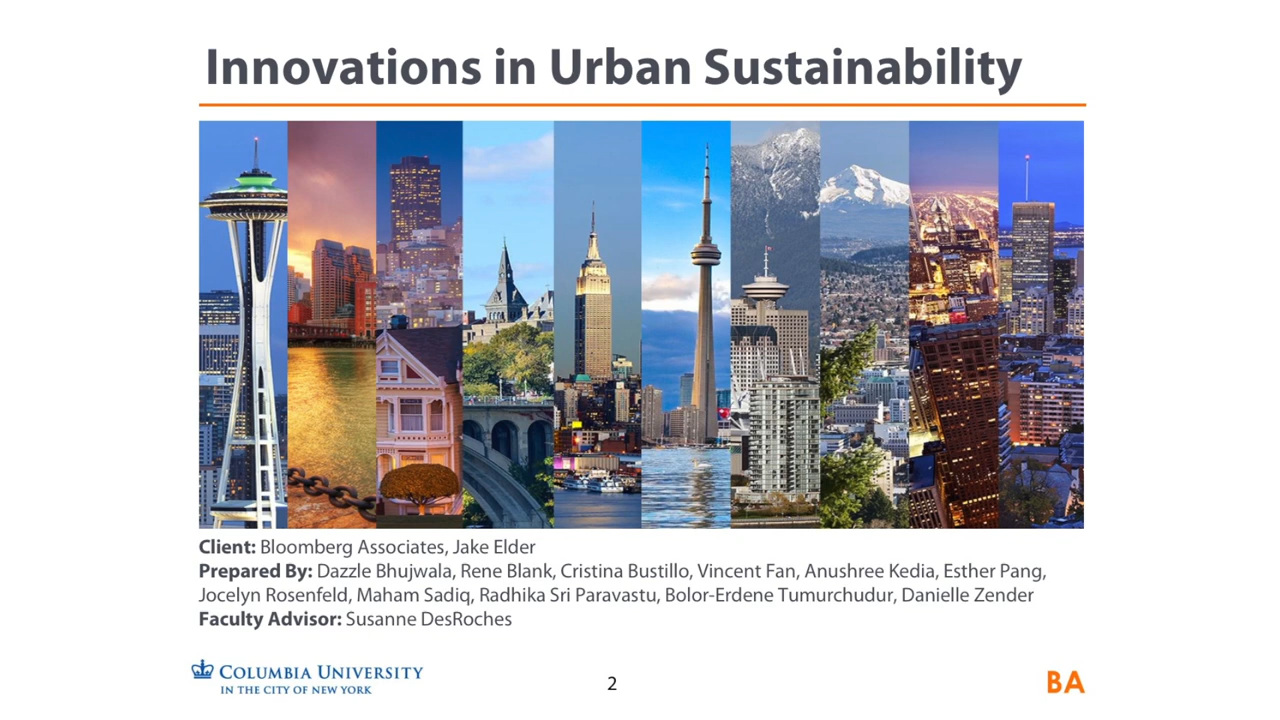 Innovations in Urban Sustainability
Client: Bloomberg Associates, Jake Elder
Prepared By: Dazzle Bhujwala, Rene Blank, Cristina Bustillo, Vincent Fan, Anushree Kedia, Esther Pang,
Jocelyn Rosenfeld, Maham Sadiq, Radhika Sri Paravastu, Bolor-Erdene Tumurchudur, Danielle Zender
Faculty Advisor: Susanne DesRoches
COLUMBIA UNIVERSITY
IN THE CITY OF NEW YORK
2
BA